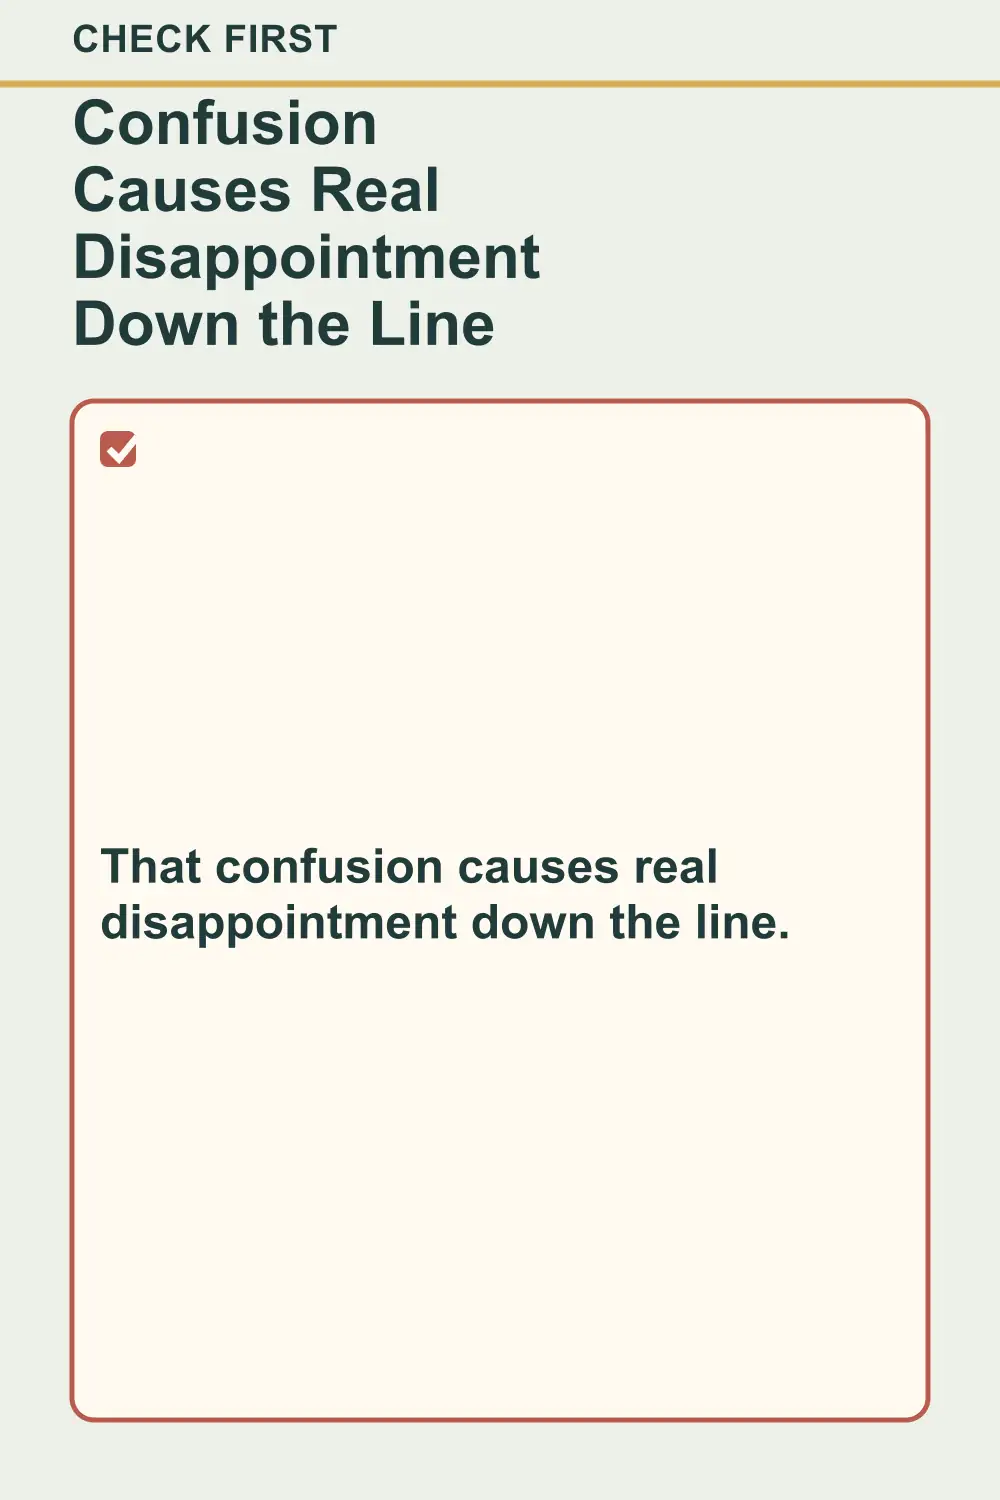 CHECK FIRST
Confusion
Causes Real
Disappointment
Down the Line
That confusion causes real
disappointment down the line.